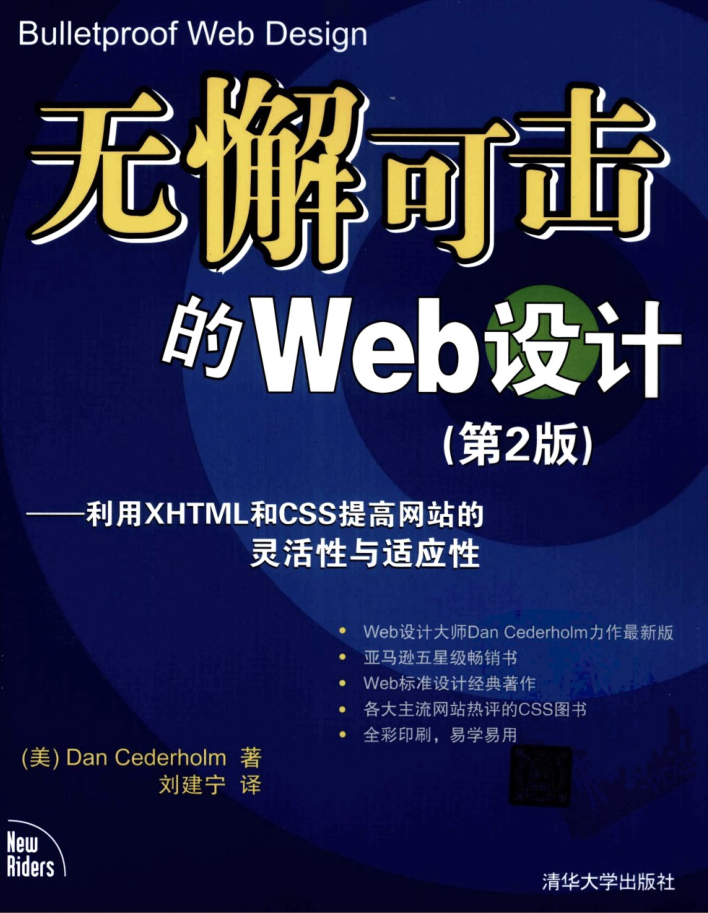 Bulletproof Web Design
无懈可击
的Web设计
(第2版)
——利用XHTML和CSS提高网站的
灵活性与适应性
• Web设计大师Dan Cederholm力作最新版
• 亚马逊五星级畅销书
• Web标准设计经典著作
• 各大主流网站热评的CSS图书
• 全彩印刷，易学易用
(美) Dan Cederholm 著
刘建宁 译
New
Riders
清华大学出版社